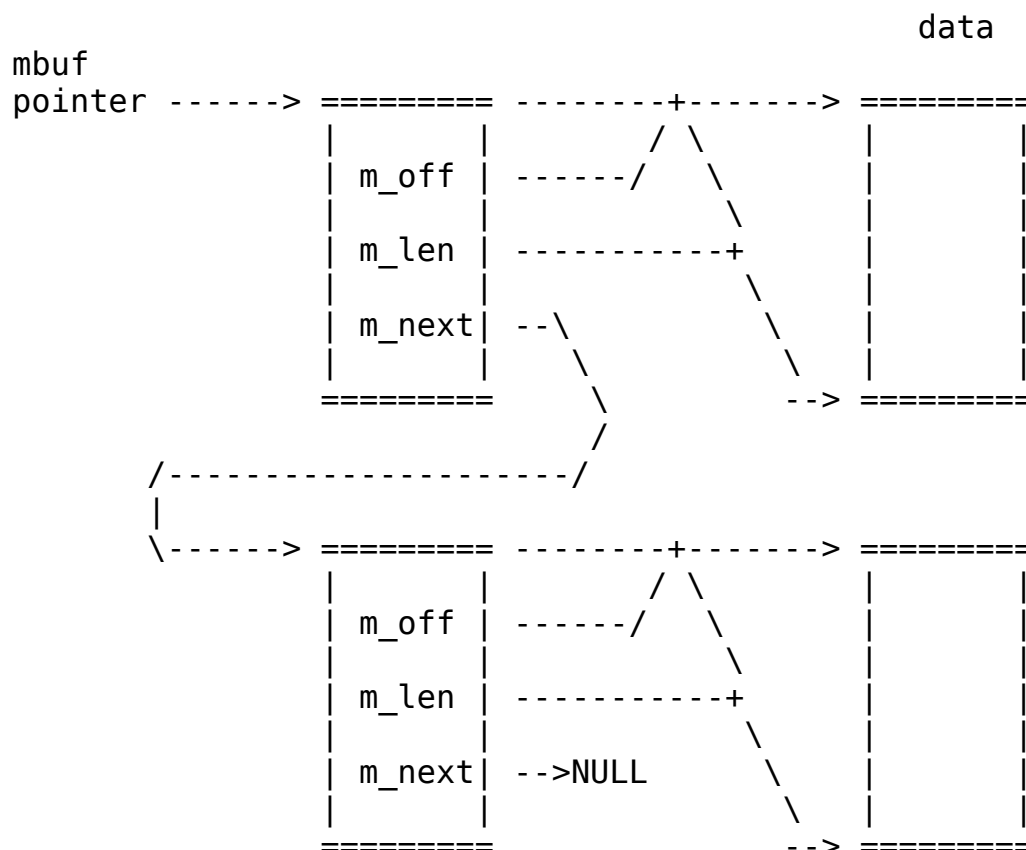 data
mbuf
pointer ------> ========= --------+-------> =========
|       |         / \        |       |
| m_off | ------/   \       |       |
|       |            \      |       |
| m_len | -----------+      |       |
|       |             \     |       |
| m_next| --\          \    |       |
|       |    \          \   |       |
=========     \         --> =========
/
/---------------------/
|
\------> ========= --------+-------> =========
|       |         / \        |       |
| m_off | ------/   \       |       |
|       |            \      |       |
| m_len | -----------+      |       |
|       |             \     |       |
| m_next| -->NULL      \    |       |
|       |               \   |       |
=========               --> =========